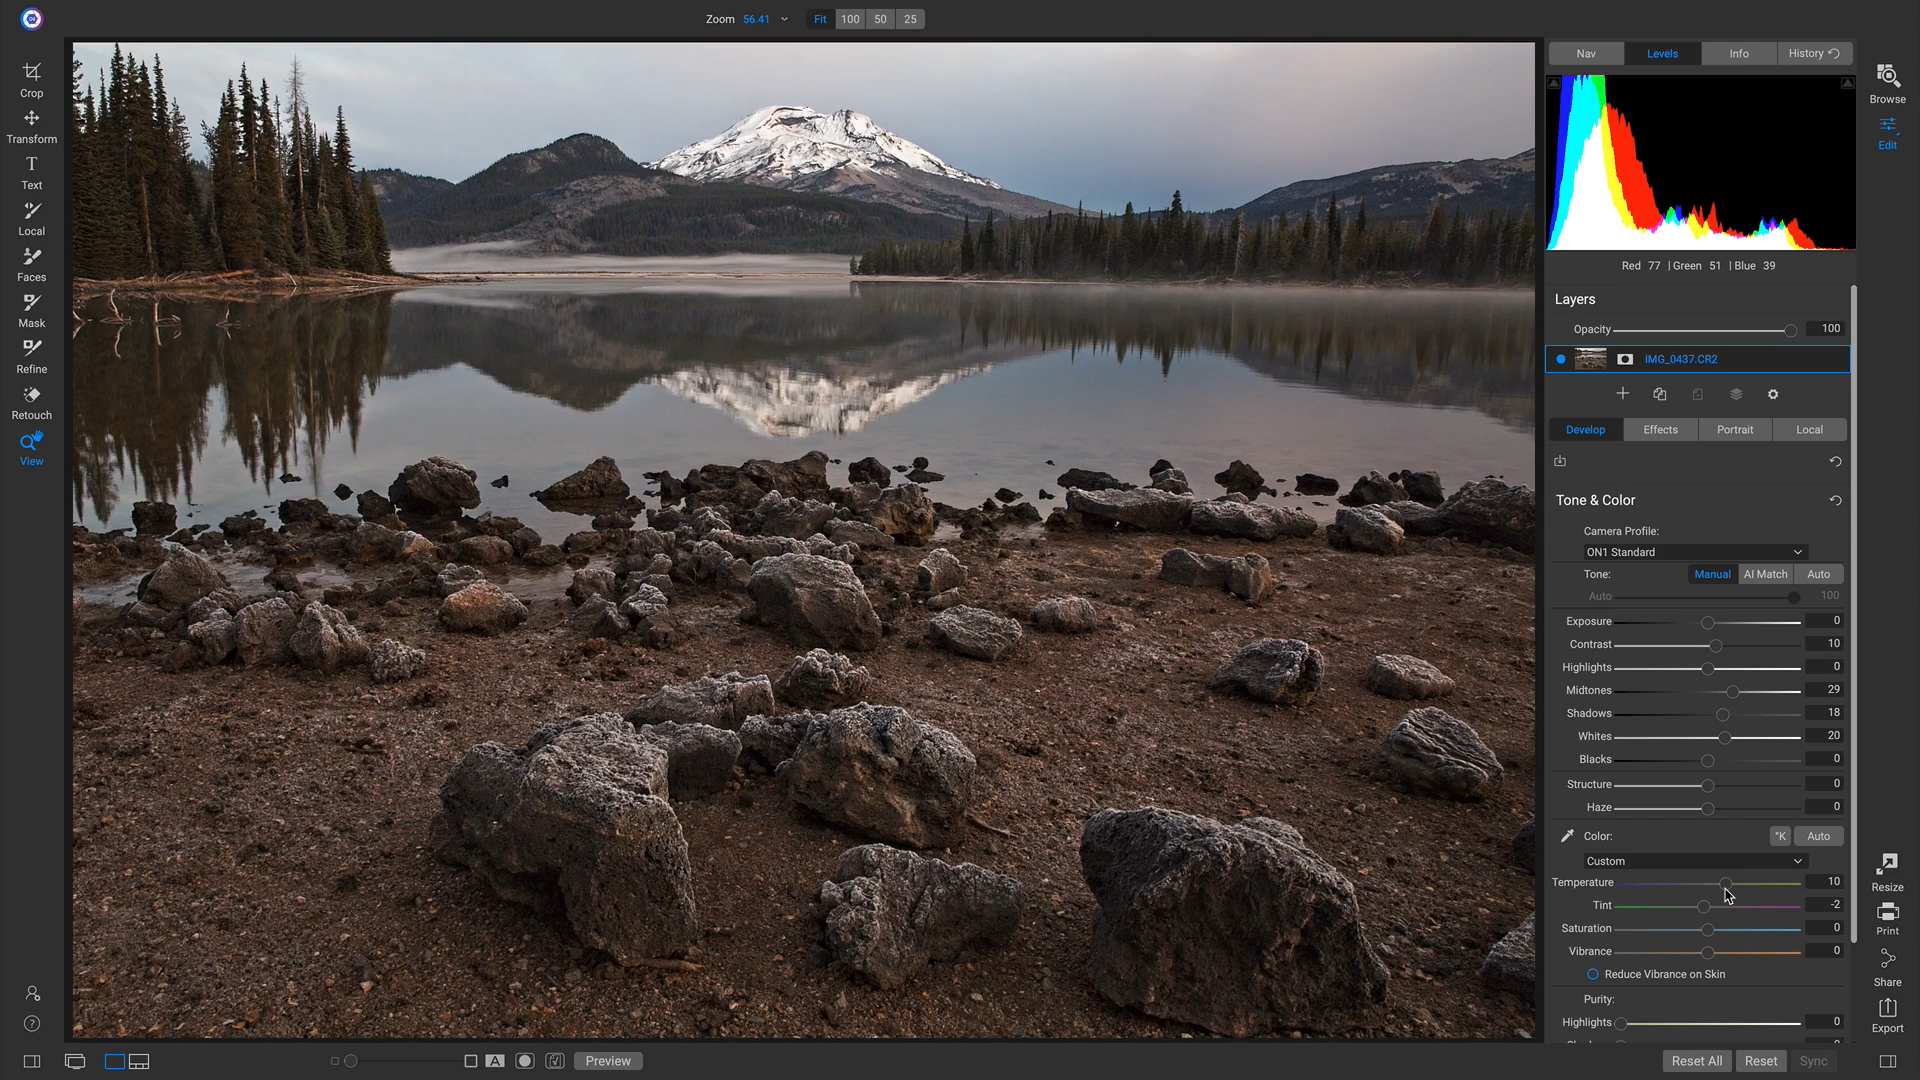 Zoom 56.41 Fit 100 50 25
Crop
Transform
Text
Local
Faces
Mask
Refine
Retouch
View
Nav Levels Info History
Red 77 | Green 51 | Blue 39
Layers
Opacity 100
IMG_0437.CR2
Develop Effects Portrait Local
Tone & Color
Camera Profile:
ON1 Standard
Tone: Manual AI Match Auto
Auto 100
Exposure 0
Contrast 10
Highlights 0
Midtones 29
Shadows 18
Whites 20
Blacks 0
Structure 0
Haze 0
Color: °K Auto
Custom
Temperature 10
Tint -2
Saturation 0
Vibrance 0
Reduce Vibrance on Skin
Purity:
Highlights 0
Browse
Edit
Resize
Print
Share
Export
A Preview
Reset All Reset Sync